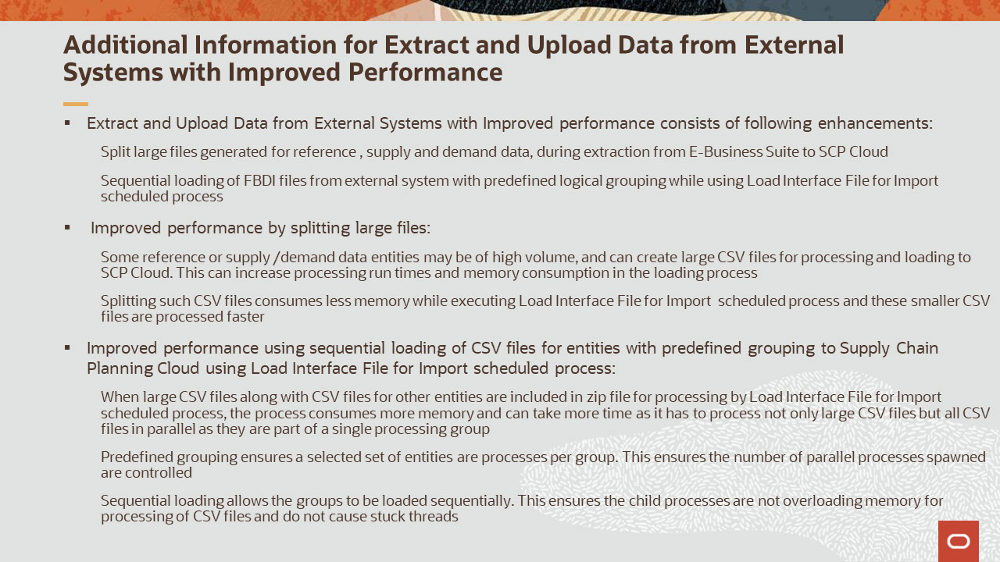 Additional Information for Extract and Upload Data from External
Systems with Improved Performance
▪ Extract and Upload Data from External Systems with Improved performance consists of following enhancements:
Split large files generated for reference , supply and demand data, during extraction from E-Business Suite to SCP Cloud
Sequential loading of FBDI files from external system with predefined logical grouping while using Load Interface File for Import
scheduled process
▪ Improved performance by splitting large files:
Some reference or supply /demand data entities may be of high volume, and can create large CSV files for processing and loading to
SCP Cloud. This can increase processing run times and memory consumption in the loading process
Splitting such CSV files consumes less memory while executing Load Interface File for Import scheduled process and these smaller CSV
files are processed faster
▪ Improved performance using sequential loading of CSV files for entities with predefined grouping to Supply Chain
Planning Cloud using Load Interface File for Import scheduled process:
When large CSV files along with CSV files for other entities are included in zip file for processing by Load Interface File for Import
scheduled process, the process consumes more memory and can take more time as it has to process not only large CSV files but all CSV
files in parallel as they are part of a single processing group
Predefined grouping ensures a selected set of entities are processes per group. This ensures the number of parallel processes spawned
are controlled
Sequential loading allows the groups to be loaded sequentially. This ensures the child processes are not overloading memory for
processing of CSV files and do not cause stuck threads